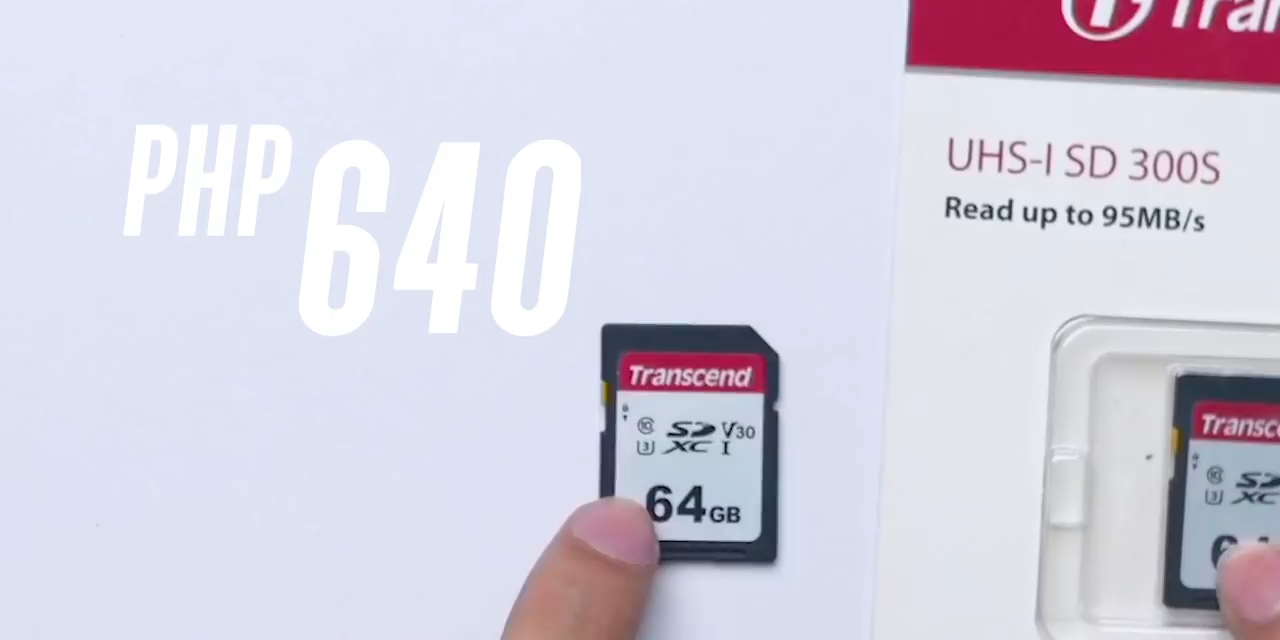 PHP 640
UHS-I SD 300S
Read up to 95MB/s
Transcend
SD XC I V30
64GB